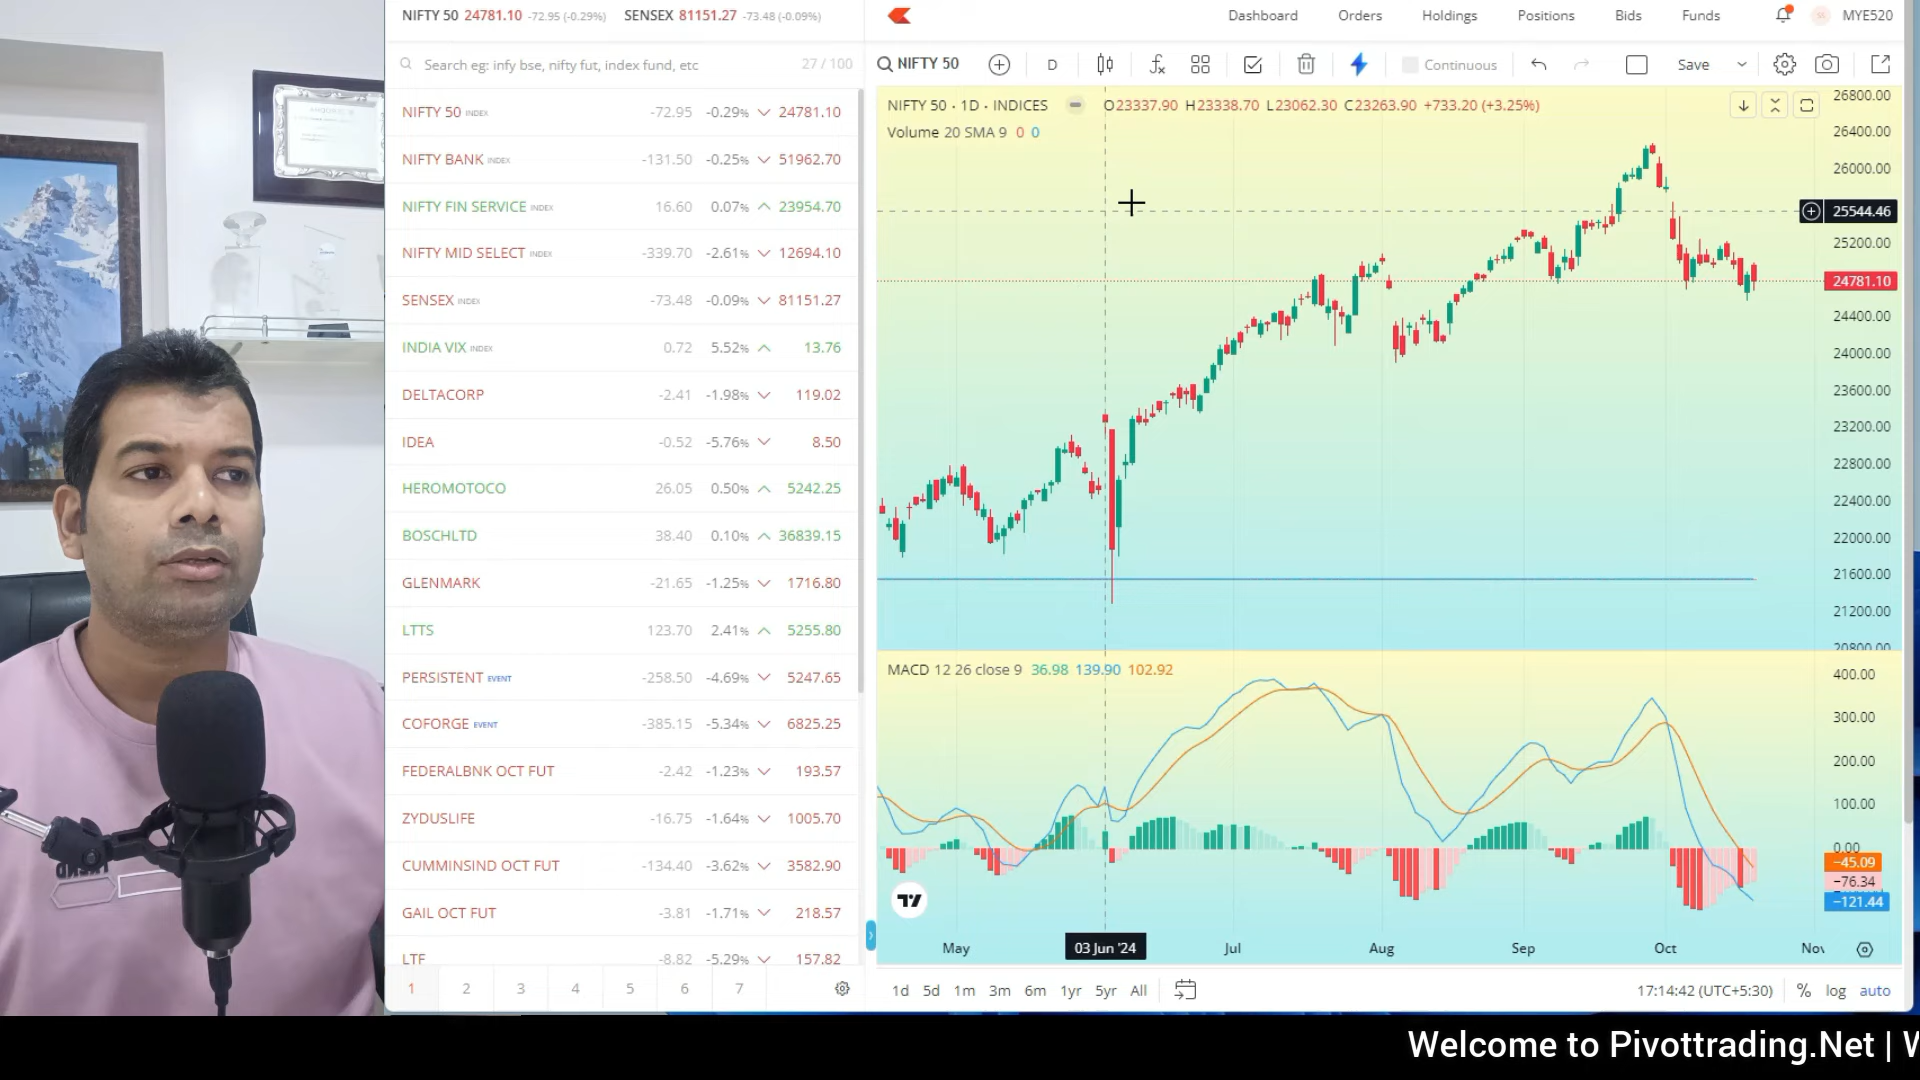 NIFTY 50 24781.10 -72.95 (-0.29%) SENSEX 81151.27 -73.48 (-0.09%)
Search eg: infy bse, nifty fut, index fund, etc 27 / 100
NIFTY 50 INDEX -72.95 -0.29% 24781.10
NIFTY BANK INDEX -131.50 -0.25% 51962.70
NIFTY FIN SERVICE INDEX 16.60 0.07% 23954.70
NIFTY MID SELECT INDEX -339.70 -2.61% 12694.10
SENSEX INDEX -73.48 -0.09% 81151.27
INDIA VIX INDEX 0.72 5.52% 13.76
DELTACORP -2.41 -1.98% 119.02
IDEA -0.52 -5.76% 8.50
HEROMOTOCO 26.05 0.50% 5242.25
BOSCHLTD 38.40 0.10% 36839.15
GLENMARK -21.65 -1.25% 1716.80
LTTS 123.70 2.41% 5255.80
PERSISTENT EVENT -258.50 -4.69% 5247.65
COFORGE EVENT -385.15 -5.34% 6825.25
FEDERALBNK OCT FUT -2.42 -1.23% 193.57
ZYDUSLIFE -16.75 -1.64% 1005.70
CUMMINSIND OCT FUT -134.40 -3.62% 3582.90
GAIL OCT FUT -3.81 -1.71% 218.57
LTF -8.82 -5.29% 157.82
1 2 3 4 5 6 7
Dashboard Orders Holdings Positions Bids Funds MYE520
NIFTY 50 D Continuous Save
NIFTY 50 · 1D · INDICES O23337.90 H23338.70 L23062.30 C23263.90 +733.20 (+3.25%)
Volume 20 SMA 9 0 0
26800.00
26400.00
26000.00
25544.46
25200.00
24781.10
24400.00
24000.00
23600.00
23200.00
22800.00
22400.00
22000.00
21600.00
21200.00
20800.00
MACD 12 26 close 9 36.98 139.90 102.92
400.00
300.00
200.00
100.00
0.00
−45.09
−76.34
−121.44
May 03 Jun '24 Jul Aug Sep Oct Nov
1d 5d 1m 3m 6m 1yr 5yr All 17:14:42 (UTC+5:30) % log auto
Welcome to Pivottrading.Net |